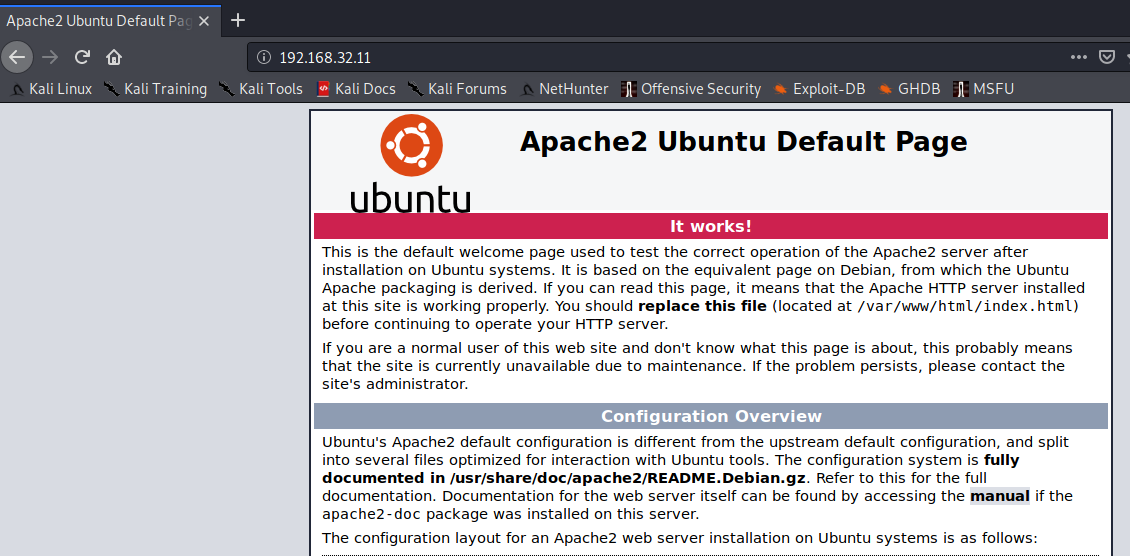 Apache2 Ubuntu Default Pag
192.168.32.11
Kali Linux Kali Training Kali Tools Kali Docs Kali Forums NetHunter Offensive Security Exploit-DB GHDB MSFU
Apache2 Ubuntu Default Page
ubuntu
It works!
This is the default welcome page used to test the correct operation of the Apache2 server after
installation on Ubuntu systems. It is based on the equivalent page on Debian, from which the Ubuntu
Apache packaging is derived. If you can read this page, it means that the Apache HTTP server installed
at this site is working properly. You should replace this file (located at /var/www/html/index.html)
before continuing to operate your HTTP server.
If you are a normal user of this web site and don't know what this page is about, this probably means
that the site is currently unavailable due to maintenance. If the problem persists, please contact the
site's administrator.
Configuration Overview
Ubuntu's Apache2 default configuration is different from the upstream default configuration, and split
into several files optimized for interaction with Ubuntu tools. The configuration system is fully
documented in /usr/share/doc/apache2/README.Debian.gz. Refer to this for the full
documentation. Documentation for the web server itself can be found by accessing the manual if the
apache2-doc package was installed on this server.
The configuration layout for an Apache2 web server installation on Ubuntu systems is as follows: